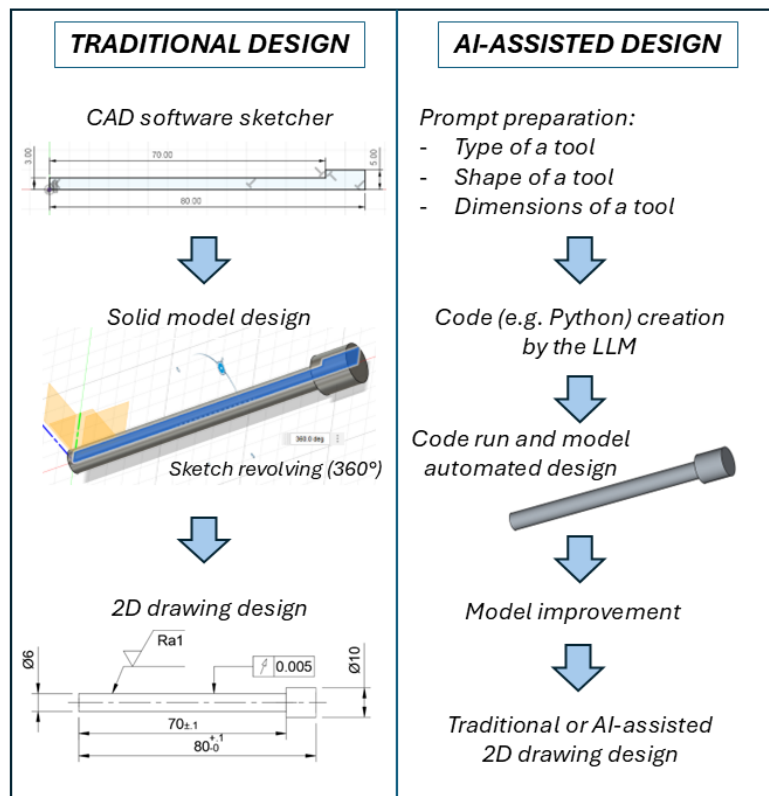 TRADITIONAL DESIGN
CAD software sketcher
70.00
3.00
5.00
80.00
Solid model design
360.0 deg
Sketch revolving (360°)
2D drawing design
Ra1
0.005
Ø6
Ø10
70±.1
80+.1-0
AI-ASSISTED DESIGN
Prompt preparation:
- Type of a tool
- Shape of a tool
- Dimensions of a tool
Code (e.g. Python) creation
by the LLM
Code run and model
automated design
Model improvement
Traditional or AI-assisted
2D drawing design